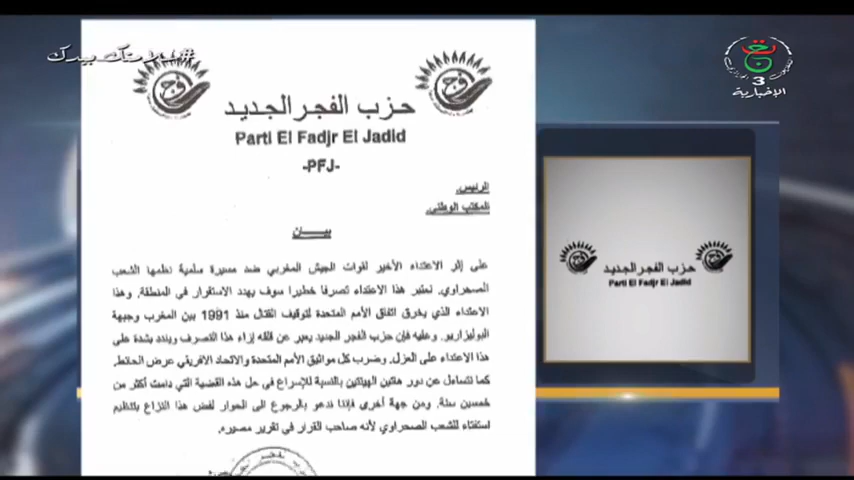 #سلامتك بيدك
3
الإخبارية
حزب الفجر الجديد
Parti El Fadjr El Jadid
-PFJ-
الرئيس.
المكتب الوطني.
بيـــان
على إثر الاعتداء الأخير لقوات الجيش المغربي ضد مسيرة سلمية نظمها الشعب
الصحراوي. نعتبر هذا الاعتداء تصرفا خطيرا سوف يهدد الاستقرار في المنطقة. وهذا
الاعتداء الذي يخرق اتفاق الأمم المتحدة لتوقيف القتال منذ 1991 بين المغرب وجبهة
البوليزاريو. وعليه فإن حزب الفجر الجديد يعبر عن قلقه إزاء هذا التصرف ويندد بشدة على
هذا الاعتداء على العزل. وضرب كل مواثيق الأمم المتحدة والاتحاد الافريقي عرض الحائط.
كما نتساءل عن دور هاتين الهيئتين بالنسبة للإسراع في حل هذه القضية التي دامت أكثر من
خمسين سنة. ومن جهة أخرى فإننا ندعو بالرجوع الى الحوار لفض هذا النزاع بتنظيم
استفتاء للشعب الصحراوي لأنه صاحب القرار في تقرير مصيره.
حزب الفجر الجديد
Parti El Fadjr El Jadid